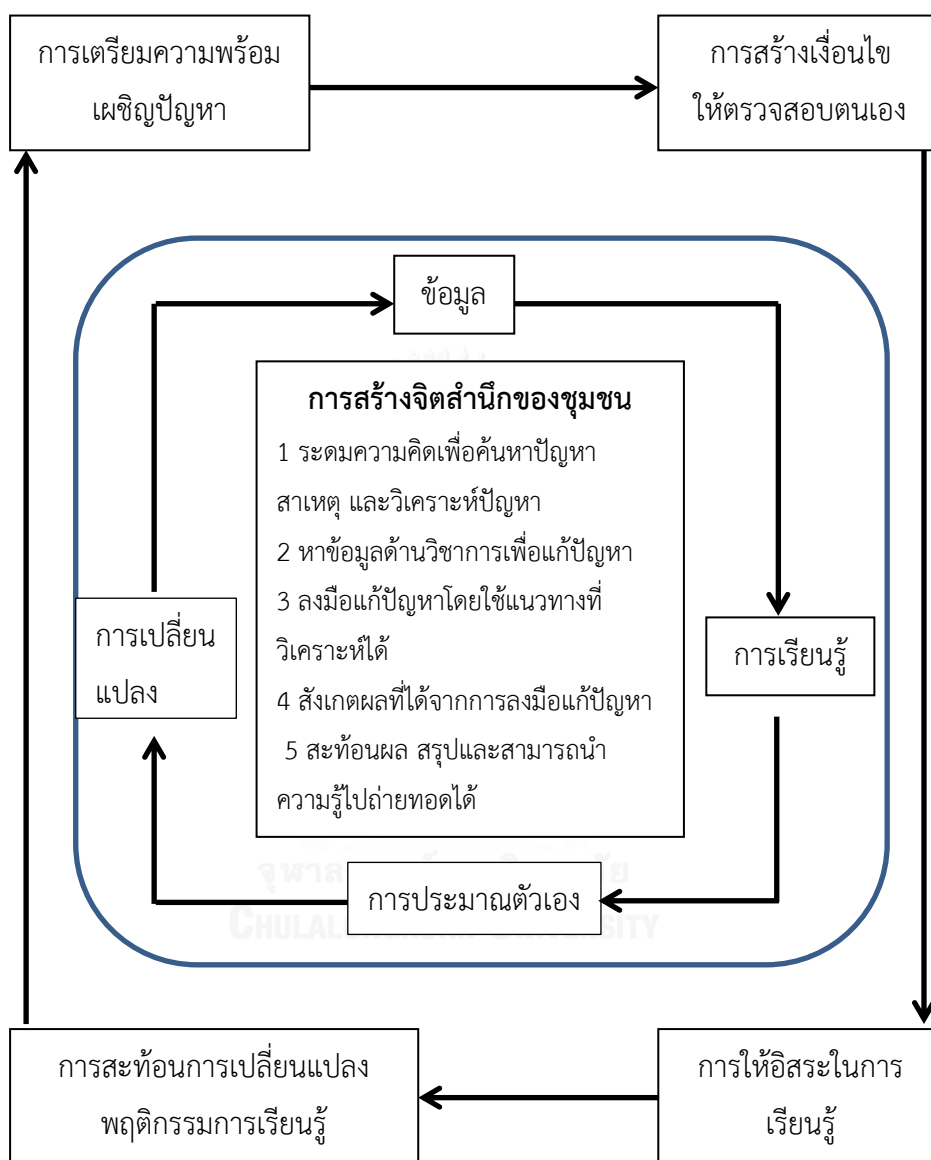 การเตรียมความพร้อม
เผชิญปัญหา
การสร้างเงื่อนไข
ให้ตรวจสอบตนเอง
ข้อมูล
การสร้างจิตสำนึกของชุมชน
1 ระดมความคิดเพื่อค้นหาปัญหา
สาเหตุ และวิเคราะห์ปัญหา
2 หาข้อมูลด้านวิชาการเพื่อแก้ปัญหา
3 ลงมือแก้ปัญหาโดยใช้แนวทางที่
วิเคราะห์ได้
4 สังเกตผลที่ได้จากการลงมือแก้ปัญหา
5 สะท้อนผล สรุปและสามารถนำ
ความรู้ไปถ่ายทอดได้
การเปลี่ยน
แปลง
การเรียนรู้
การประมาณตัวเอง
การสะท้อนการเปลี่ยนแปลง
พฤติกรรมการเรียนรู้
การให้อิสระในการ
เรียนรู้